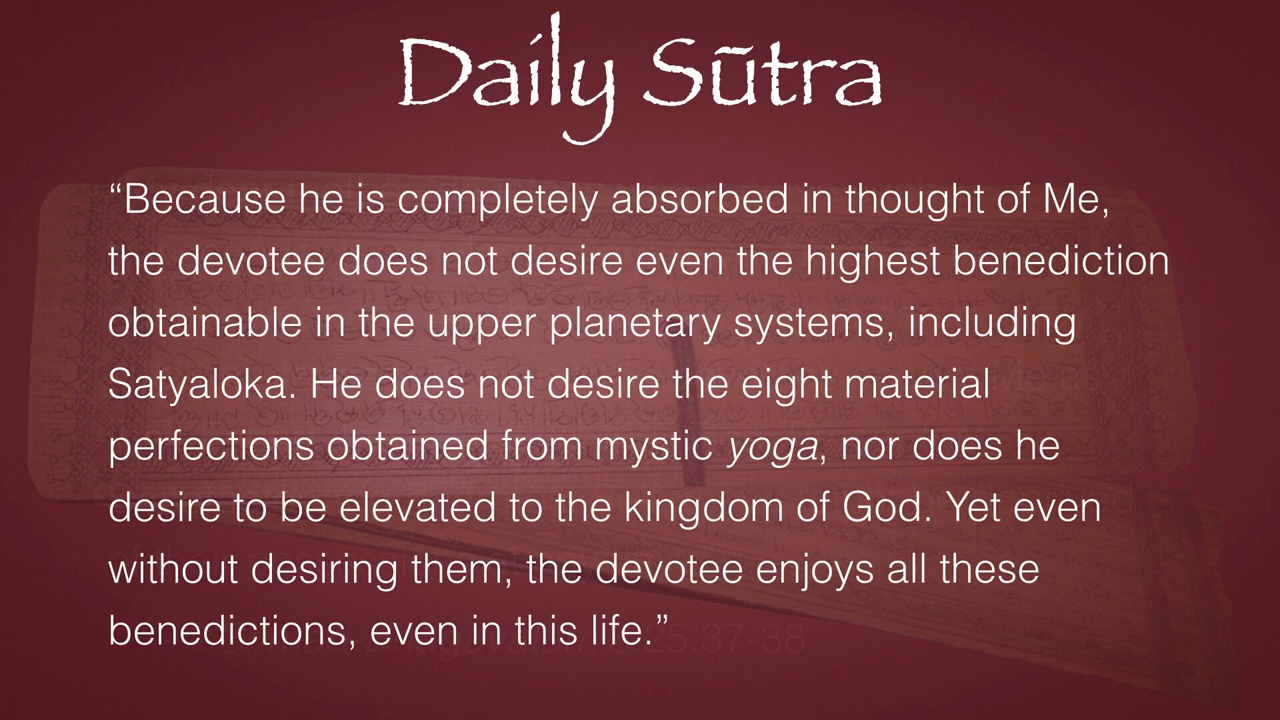 Daily Sūtra
“Because he is completely absorbed in thought of Me,
the devotee does not desire even the highest benediction
obtainable in the upper planetary systems, including
Satyaloka. He does not desire the eight material
perfections obtained from mystic yoga, nor does he
desire to be elevated to the kingdom of God. Yet even
without desiring them, the devotee enjoys all these
benedictions, even in this life.”
25.37-38